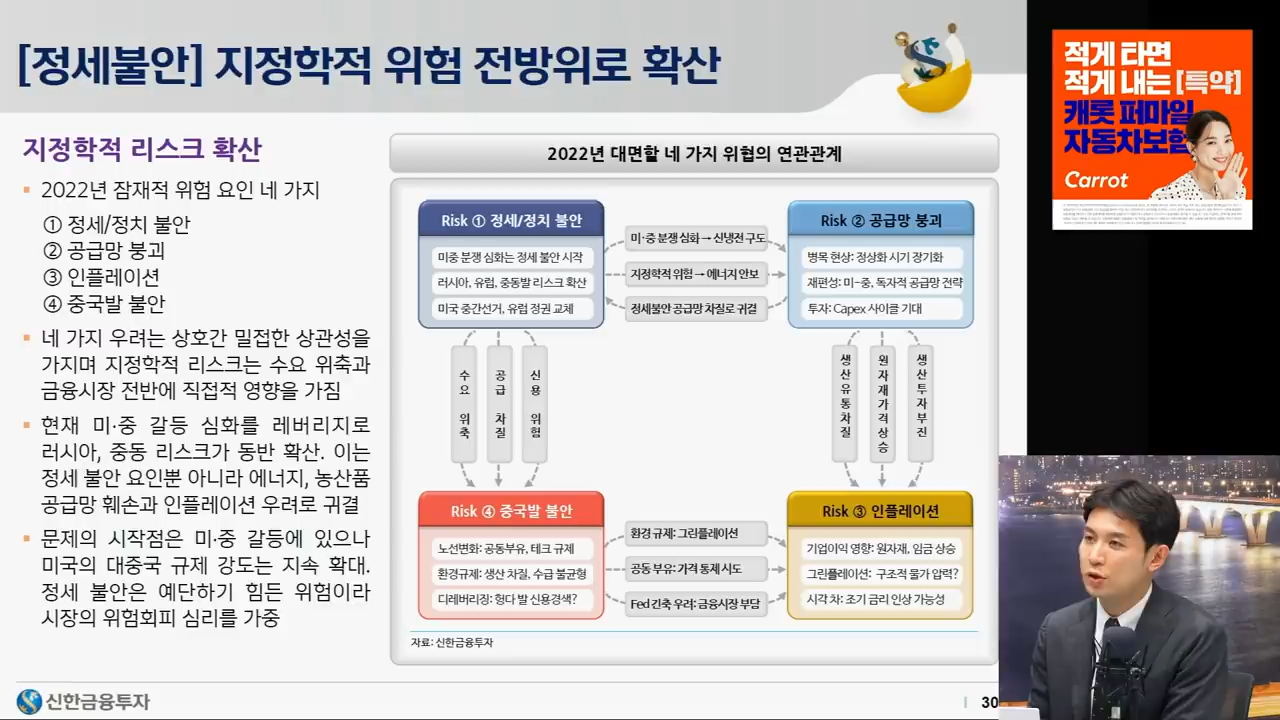 [정세불안] 지정학적 위험 전방위로 확산
지정학적 리스크 확산
2022년 잠재적 위험 요인 네 가지
① 정세/정치 불안
② 공급망 붕괴
③ 인플레이션
④ 중국발 불안
네 가지 우려는 상호간 밀접한 상관성을
가지며 지정학적 리스크는 수요 위축과
금융시장 전반에 직접적 영향을 가짐
현재 미·중 갈등 심화를 레버리지로
러시아, 중동 리스크가 동반 확산. 이는
정세 불안 요인뿐 아니라 에너지, 농산품
공급망 훼손과 인플레이션 우려로 귀결
문제의 시작점은 미·중 갈등에 있으나
미국의 대중국 규제 강도는 지속 확대.
정세 불안은 예단하기 힘든 위험이라
시장의 위험회피 심리를 가중
2022년 대면할 네 가지 위협의 연관관계
Risk ① 정세/정치 불안
미중 분쟁 심화는 정세 불안 시작
러시아, 유럽, 중동발 리스크 확산
미국 중간선거, 유럽 정권 교체
미·중 분쟁 심화→ 신냉전 구도
지정학적 위험→ 에너지 안보
정세불안 공급망 차질로 귀결
Risk ② 공급망 붕괴
병목 현상: 정상화 시기 장기화
재편성: 미-중, 독자적 공급망 전략
투자: Capex 사이클 기대
수요 위축
공급 차질
신용 위험
생산유통차질
원자재가격상승
생산투자부진
Risk ④ 중국발 불안
노선변화: 공동부유, 테크 규제
환경규제: 생산 차질, 수급 불균형
디레버리징: 헝다 발 신용경색?
환경 규제: 그린플레이션
공동 부유: 가격 통제 시도
Fed 긴축 우려: 금융시장 부담
Risk ③ 인플레이션
기업이익 영향: 원자재, 임금 상승
그린플레이션: 구조적 물가 압력?
시각 차: 조기 금리 인상 가능성
자료: 신한금융투자
신한금융투자
30
적게 타면
적게 내는 [특약]
캐롯 퍼마일
자동차보험
Carrot